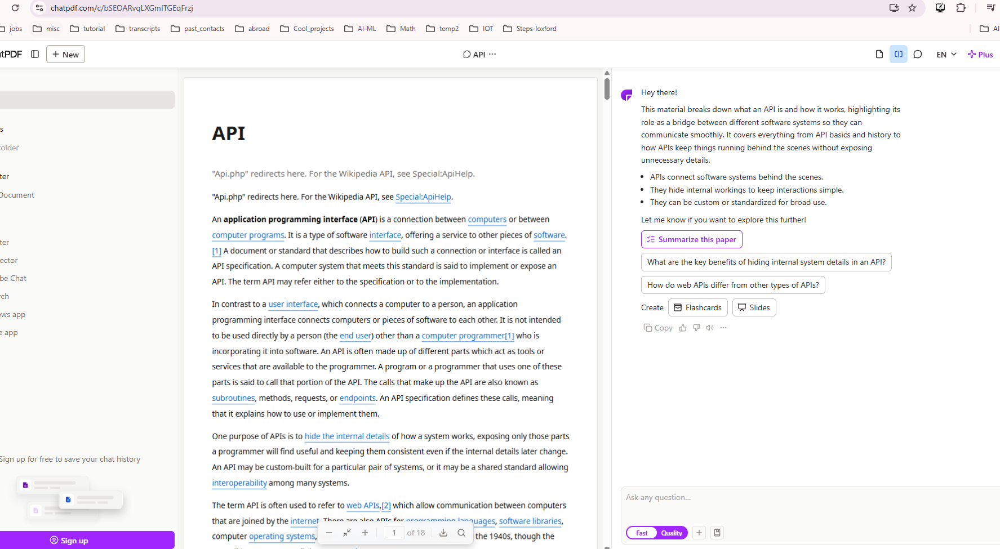 chatpdf.com/c/bSEOARvqLXGmITGEqFrzj
jobs misc tutorial transcripts past_contacts abroad Cool_projects AI-ML Math temp2 IOT Steps-loxford Al
tPDF New API ··· EN Plus
s
folder
ter
Document
ter
ector
be Chat
rch
ows app
e app
Sign up for free to save your chat history
Sign up
API
"Api.php" redirects here. For the Wikipedia API, see Special:ApiHelp.
"Api.php" redirects here. For the Wikipedia API, see Special:ApiHelp.
An application programming interface (API) is a connection between computers or between
computer programs. It is a type of software interface, offering a service to other pieces of software.
[1] A document or standard that describes how to build such a connection or interface is called an
API specification. A computer system that meets this standard is said to implement or expose an
API. The term API may refer either to the specification or to the implementation.
In contrast to a user interface, which connects a computer to a person, an application
programming interface connects computers or pieces of software to each other. It is not intended
to be used directly by a person (the end user) other than a computer programmer[1] who is
incorporating it into software. An API is often made up of different parts which act as tools or
services that are available to the programmer. A program or a programmer that uses one of these
parts is said to call that portion of the API. The calls that make up the API are also known as
subroutines, methods, requests, or endpoints. An API specification defines these calls, meaning
that it explains how to use or implement them.
One purpose of APIs is to hide the internal details of how a system works, exposing only those parts
a programmer will find useful and keeping them consistent even if the internal details later change.
An API may be custom-built for a particular pair of systems, or it may be a shared standard allowing
interoperability among many systems.
The term API is often used to refer to web APIs,[2] which allow communication between computers
that are joined by the internet. There are also APIs for programming languages, software libraries,
computer operating systems, the 1940s, though the
1 of 18
Hey there!
This material breaks down what an API is and how it works, highlighting its
role as a bridge between different software systems so they can
communicate smoothly. It covers everything from API basics and history to
how APIs keep things running behind the scenes without exposing
unnecessary details.
• APIs connect software systems behind the scenes.
• They hide internal workings to keep interactions simple.
• They can be custom or standardized for broad use.
Let me know if you want to explore this further!
Summarize this paper
What are the key benefits of hiding internal system details in an API?
How do web APIs differ from other types of APIs?
Create Flashcards Slides
Copy ···
Ask any question...
Fast Quality